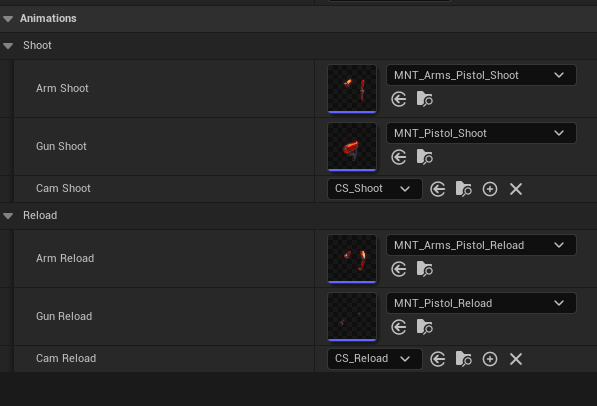 Animations
Shoot
Arm Shoot
MNT_Arms_Pistol_Shoot
Gun Shoot
MNT_Pistol_Shoot
Cam Shoot
CS_Shoot
Reload
Arm Reload
MNT_Arms_Pistol_Reload
Gun Reload
MNT_Pistol_Reload
Cam Reload
CS_Reload